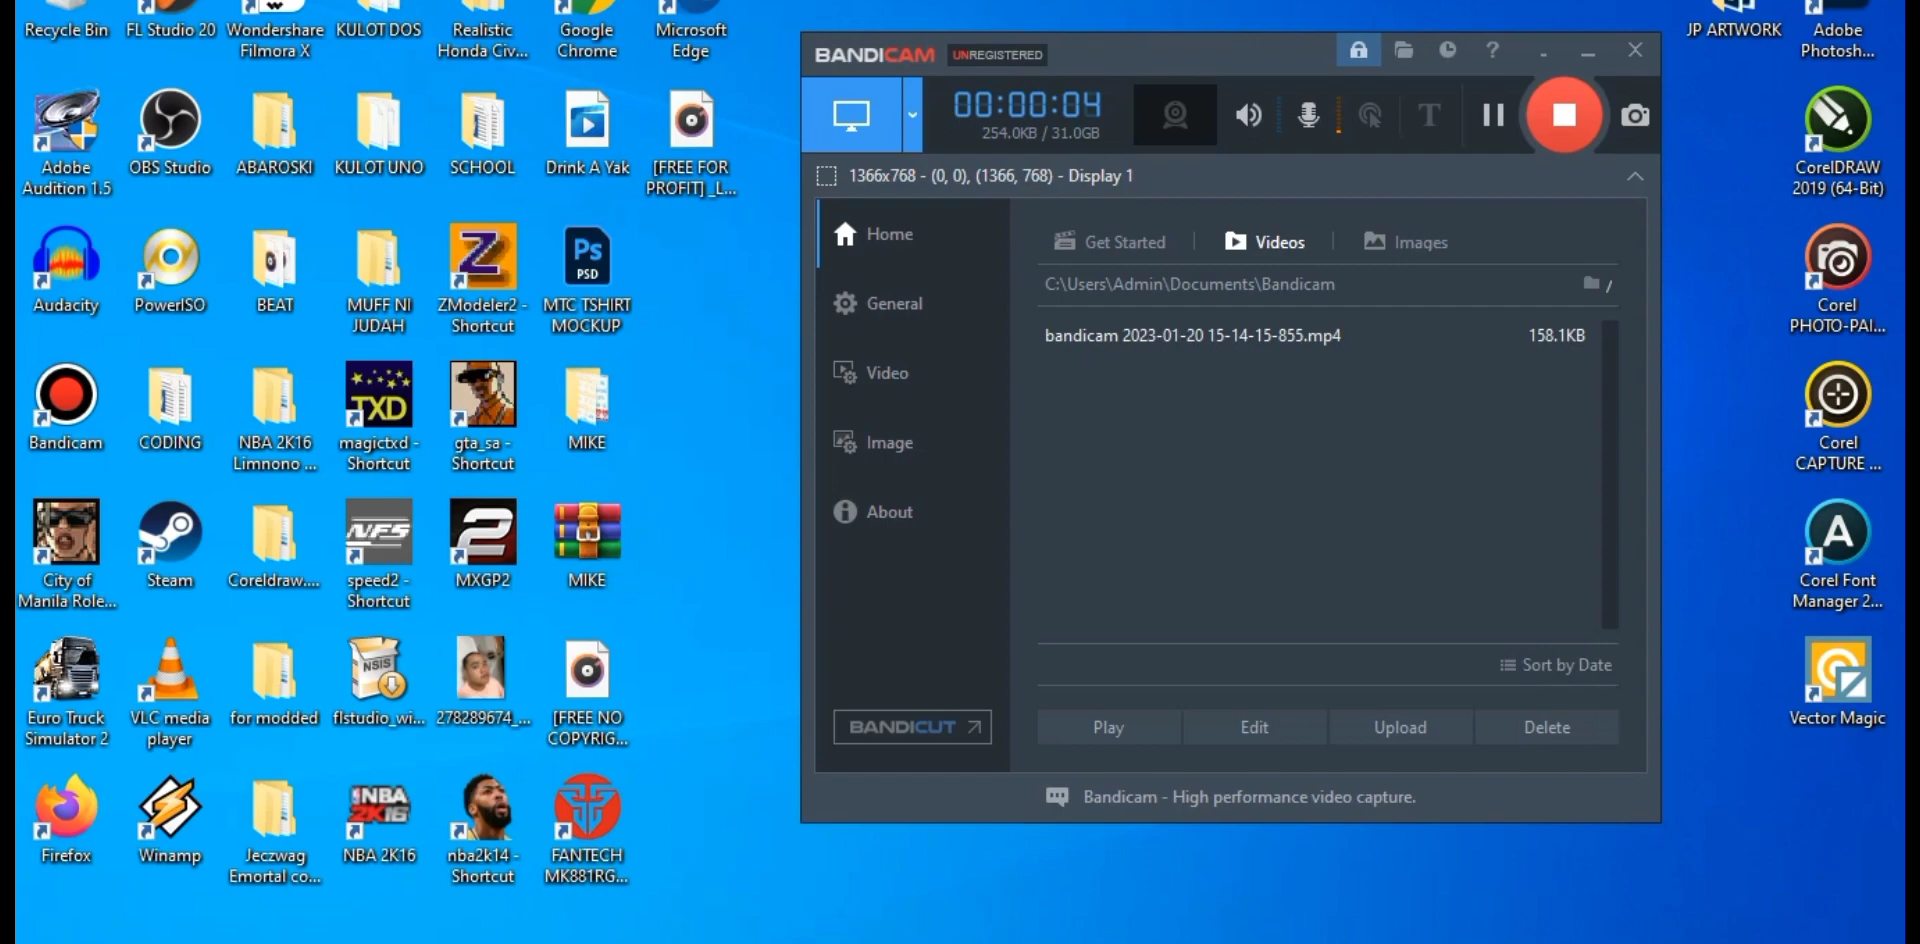 Recycle Bin
FL Studio 20
Wondershare
Filmora X
KULOT DOS
Realistic
Honda Civ...
Google
Chrome
Microsoft
Edge
JP ARTWORK
Adobe
Photosh...
Adobe
Audition 1.5
OBS Studio
ABAROSKI
KULOT UNO
SCHOOL
Drink A Yak
[FREE FOR
PROFIT] _L...
CorelDRAW
2019 (64-Bit)
Audacity
PowerISO
BEAT
MUFF NI
JUDAH
Z
ZModeler2 -
Shortcut
Ps
PSD
MTC TSHIRT
MOCKUP
Corel
PHOTO-PAI...
Bandicam
CODING
NBA 2K16
Limnono ...
TXD
magictxd -
Shortcut
gta_sa -
Shortcut
MIKE
Corel
CAPTURE ...
City of
Manila Role...
Steam
Coreldraw....
NFS
speed2 -
Shortcut
2
MXGP2
MIKE
A
Corel Font
Manager 2...
Euro Truck
Simulator 2
VLC media
player
for modded
NSIS
flstudio_wi...
278289674_...
[FREE NO
COPYRIG...
Vector Magic
Firefox
Winamp
Jeczwag
Emortal co...
NBA
2K16
NBA 2K16
nba2k14 -
Shortcut
FANTECH
MK881RG...
BANDICAM UNREGISTERED
?
00:00:04
254.0KB / 31.0GB
T
1366x768 - (0, 0), (1366, 768) - Display 1
Home
General
Video
Image
About
BANDICUT
Get Started
Videos
Images
C:\Users\Admin\Documents\Bandicam
/
bandicam 2023-01-20 15-14-15-855.mp4 158.1KB
Sort by Date
Play
Edit
Upload
Delete
Bandicam - High performance video capture.